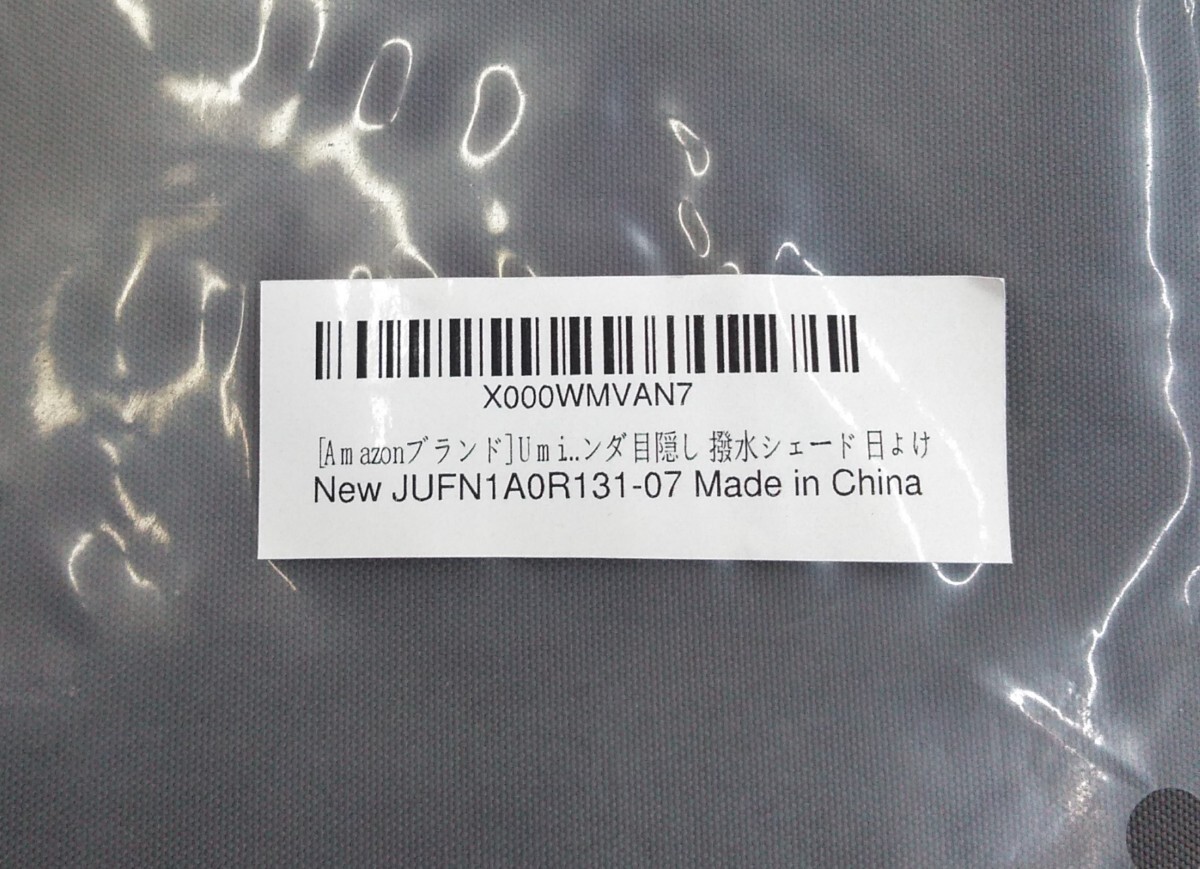 X000WMVAN7
[Amazonブランド]Umi..ンダ目隠し 撥水シェード 日よけ
New JUFN1A0R131-07 Made in China